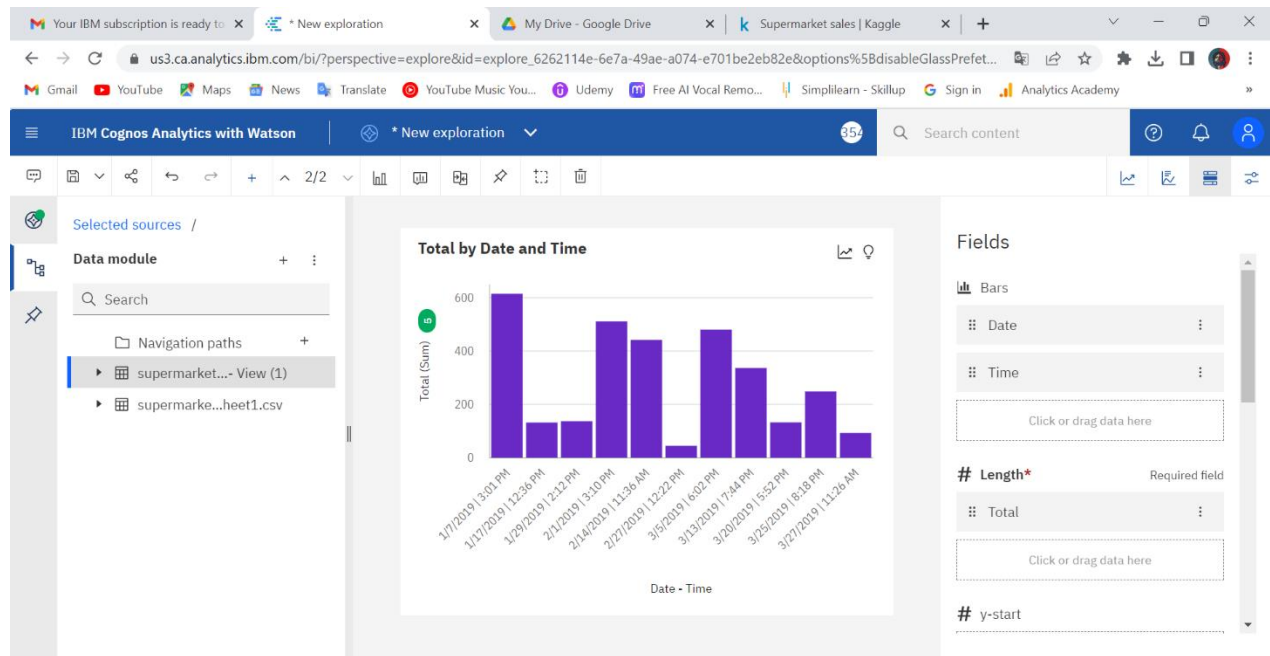 Your IBM subscription is ready to
* New exploration
My Drive - Google Drive
Supermarket sales | Kaggle
us3.ca.analytics.ibm.com/bi/?perspective=explore&id=explore_6262114e-6e7a-49ae-a074-e701be2eb82e&options%5BdisableGlassPrefet...
Gmail YouTube Maps News Translate YouTube Music You... Udemy Free AI Vocal Remo... Simplilearn - Skillup Sign in Analytics Academy »
IBM Cognos Analytics with Watson
* New exploration
354
Search content
2/2
Selected sources /
Data module
Search
Navigation paths
supermarket...- View (1)
supermarke...heet1.csv
Total by Date and Time
5
Total (Sum)
600
400
200
0
1/7/2019 | 3:01 PM
1/17/2019 | 12:36 PM
1/29/2019 | 2:12 PM
2/1/2019 | 3:10 PM
2/14/2019 | 11:36 AM
2/27/2019 | 12:22 PM
3/5/2019 | 6:02 PM
3/13/2019 | 7:44 PM
3/20/2019 | 5:52 PM
3/25/2019 | 8:18 PM
3/27/2019 | 11:26 AM
Date - Time
Fields
Bars
Date
Time
Click or drag data here
# Length* Required field
Total
Click or drag data here
# y-start